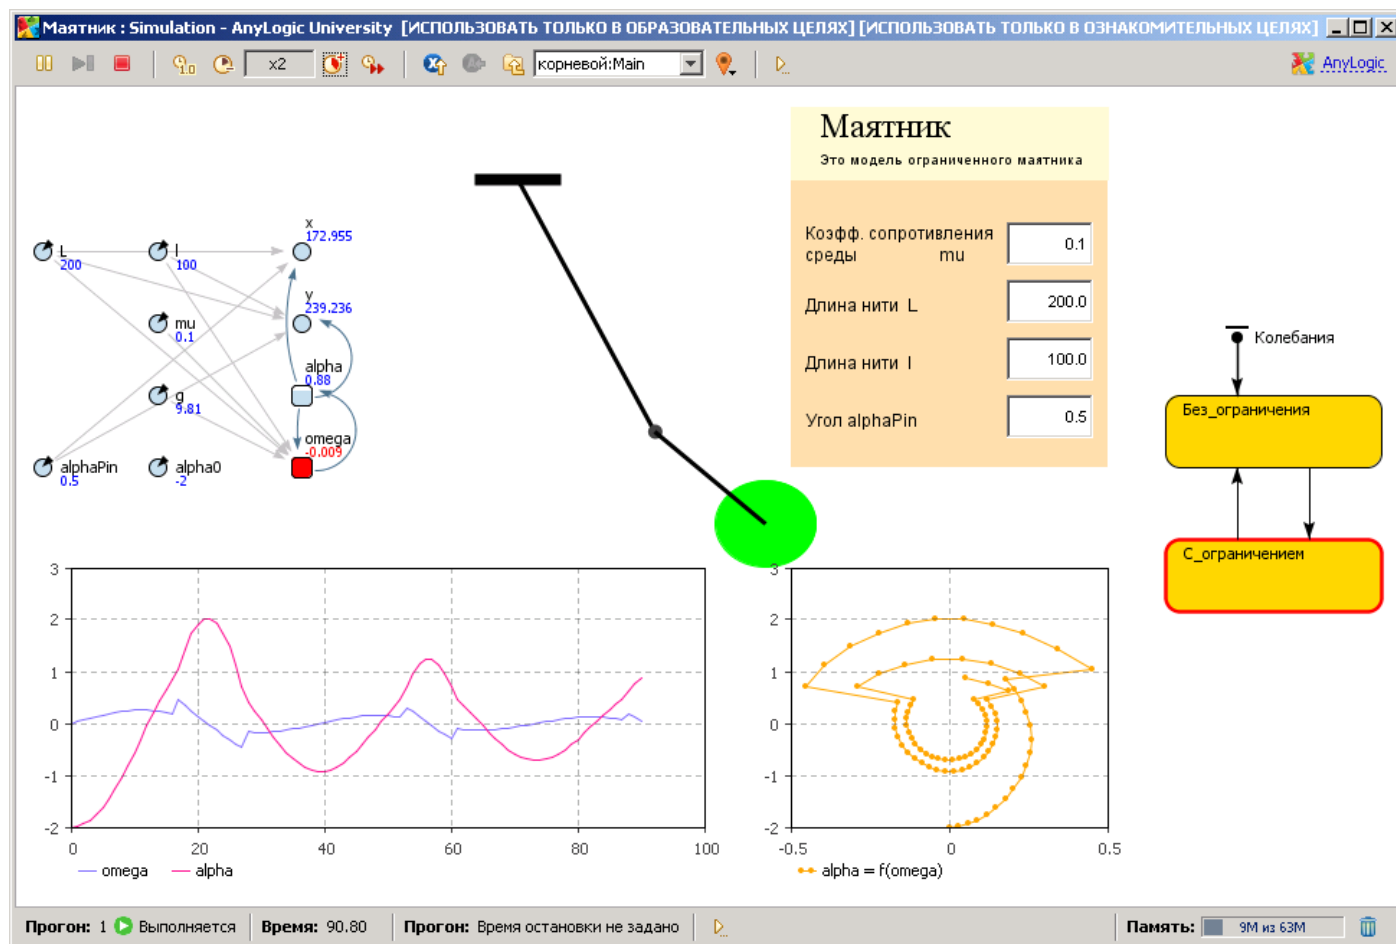 Маятник : Simulation - AnyLogic University [ИСПОЛЬЗОВАТЬ ТОЛЬКО В ОБРАЗОВАТЕЛЬНЫХ ЦЕЛЯХ] [ИСПОЛЬЗОВАТЬ ТОЛЬКО В ОЗНАКОМИТЕЛЬНЫХ ЦЕЛЯХ]
1.0 x2 корневой:Main AnyLogic
Маятник
Это модель ограниченного маятника
Коэфф. сопротивления
среды mu 0.1
Длина нити L 200.0
Длина нити l 100.0
Угол alphaPin 0.5
L
200
l
100
x
172.955
mu
0.1
y
239.236
g
9.81
alpha
0.88
alphaPin
0.5
alpha0
-2
omega
-0.009
Колебания
Без_ограничения
С_ограничением
3
2
1
0
-1
-2
0 20 40 60 80 100
omega alpha
3
2
1
0
-1
-2
-0.5 0 0.5
alpha = f(omega)
Прогон: 1 Выполняется Время: 90.80 Прогон: Время остановки не задано Память: 9М из 63М